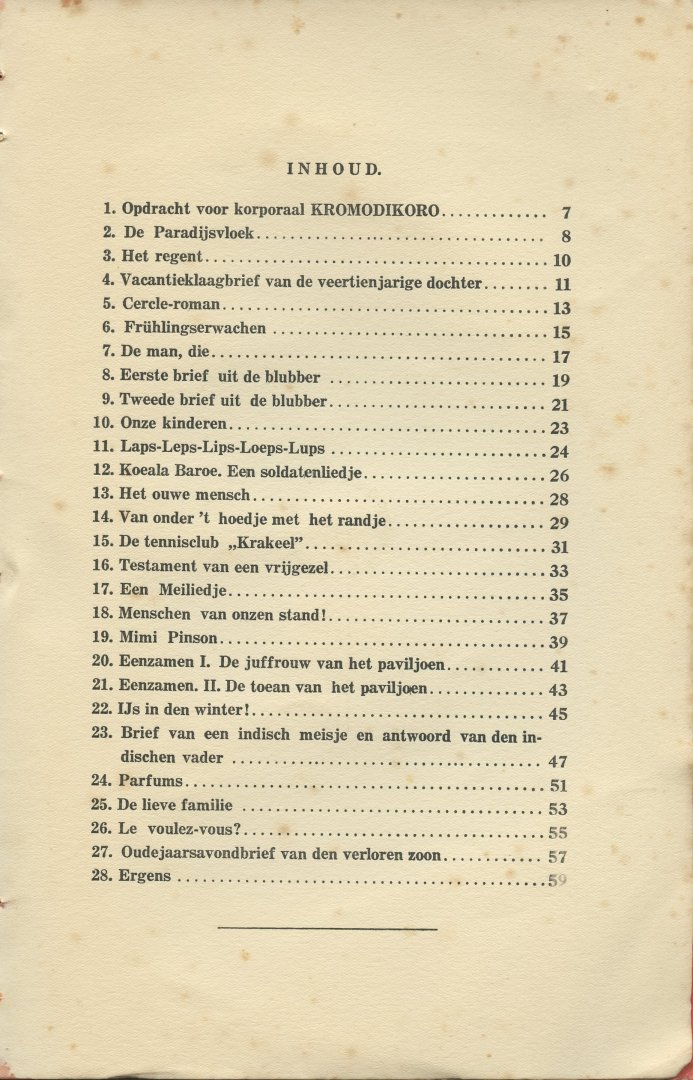 INHOUD.
1. Opdracht voor korporaal KROMODIKORO............. 7
2. De Paradijsvloek.................................... 8
3. Het regent........................................... 10
4. Vacantieklaagbrief van de veertienjarige dochter........ 11
5. Cercle-roman......................................... 13
6. Frühlingserwachen .................................. 15
7. De man, die.......................................... 17
8. Eerste brief uit de blubber ........................... 19
9. Tweede brief uit de blubber........................... 21
10. Onze kinderen........................................ 23
11. Laps-Leps-Lips-Loeps-Lups ........................... 24
12. Koeala Baroe. Een soldatenliedje....................... 26
13. Het ouwe mensch..................................... 28
14. Van onder 't hoedje met het randje.................... 29
15. De tennisclub „Krakeel”.............................. 31
16. Testament van een vrijgezel........................... 33
17. Een Meiliedje........................................ 35
18. Menschen van onzen stand!........................... 37
19. Mimi Pinson......................................... 39
20. Eenzamen I. De juffrouw van het paviljoen............ 41
21. Eenzamen. II. De toean van het paviljoen.............. 43
22. IJs in den winter!..................................... 45
23. Brief van een indisch meisje en antwoord van den in-
dischen vader ....................................... 47
24. Parfums............................................. 51
25. De lieve familie ...................................... 53
26. Le voulez-vous?...................................... 55
27. Oudejaarsavondbrief van den verloren zoon............ 57
28. Ergens .............................................. 59